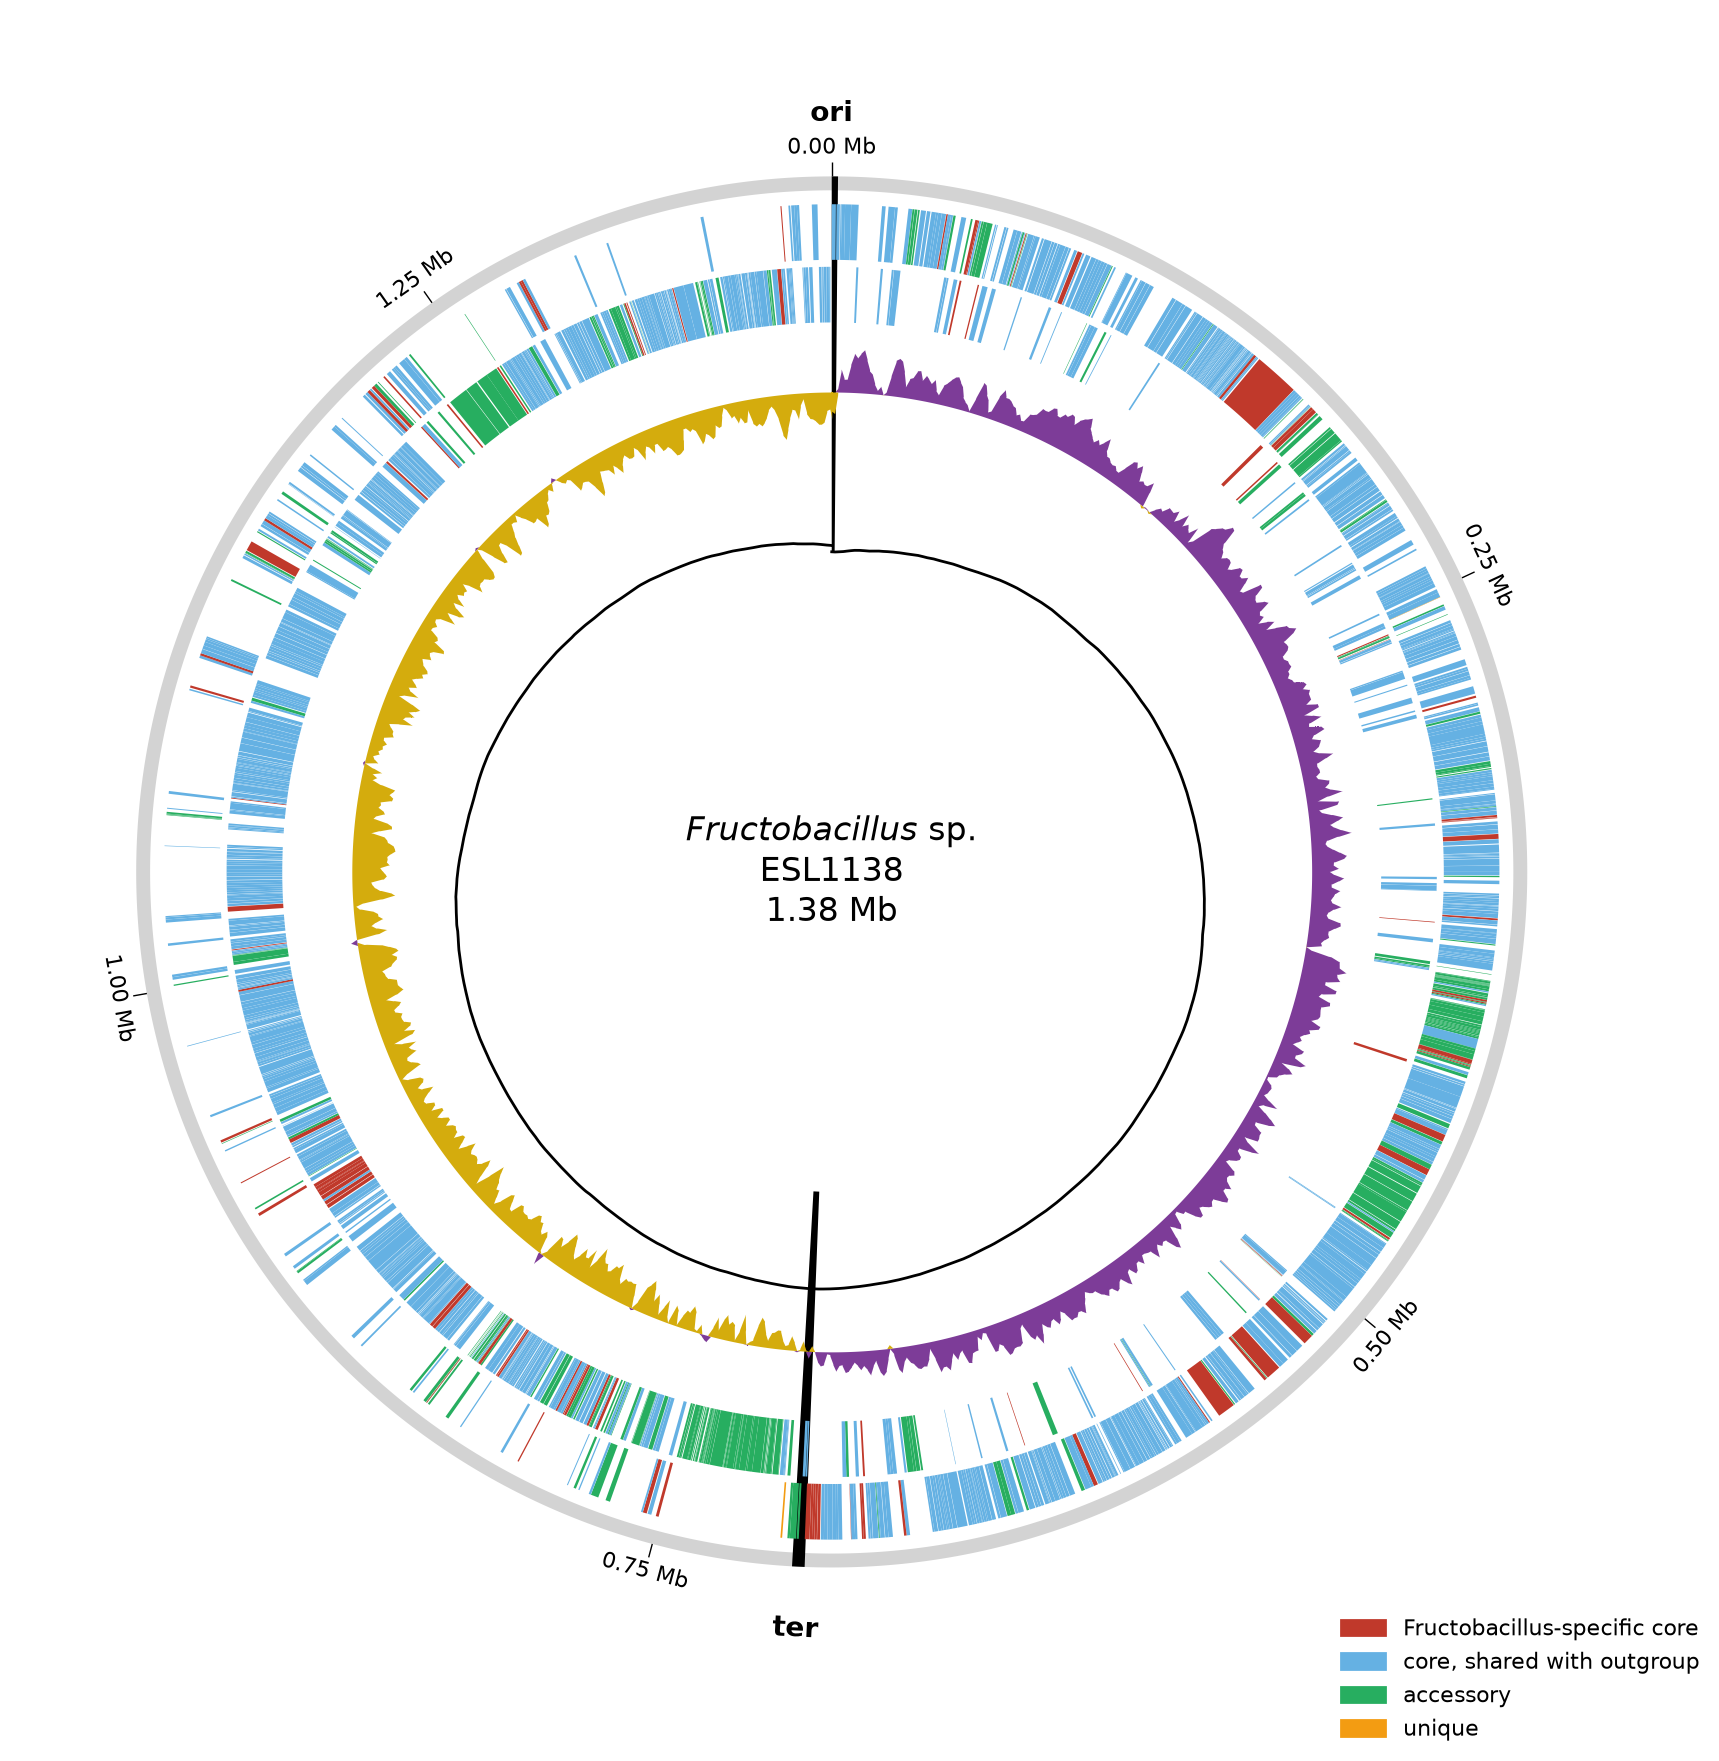 ori
0.00 Mb
1.25 Mb
0.25 Mb
Fructobacillus sp.
ESL1138
1.38 Mb
1.00 Mb
0.50 Mb
0.75 Mb
ter
Fructobacillus-specific core
core, shared with outgroup
accessory
unique